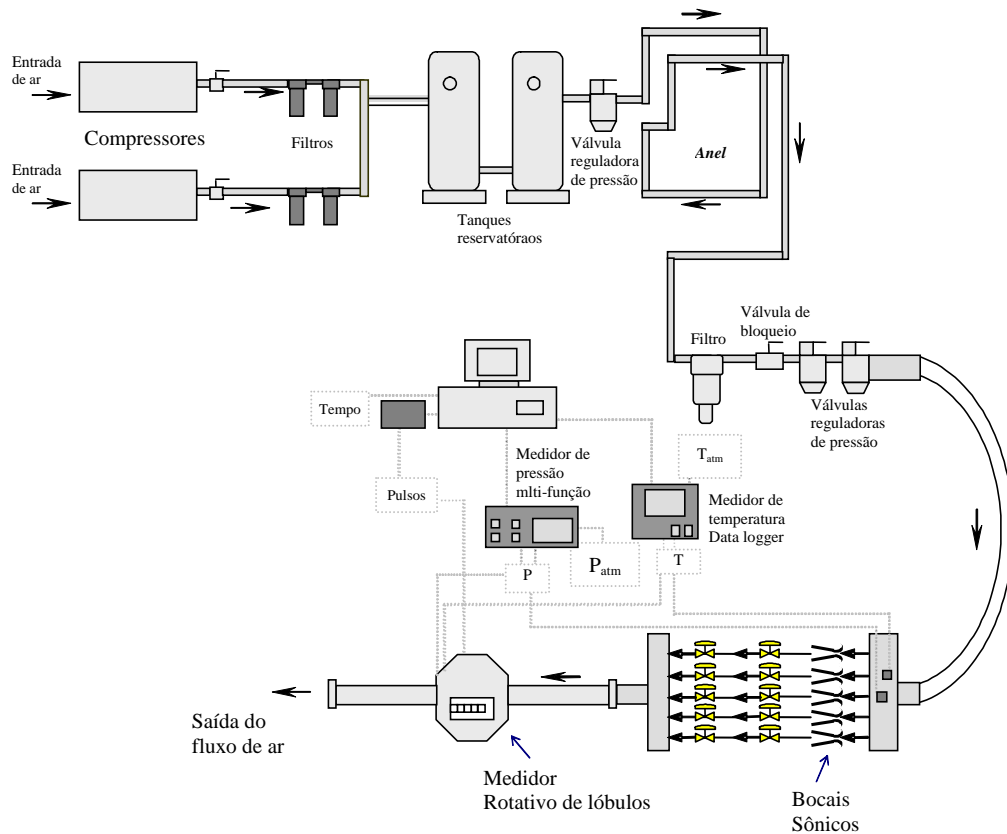 Entrada
de ar
Compressores
Filtros
Entrada
de ar
Tanques
reservatóraos
Válvula
reguladora
de pressão
Anel
Filtro
Válvula de
bloqueio
Válvulas
reguladoras
de pressão
Tempo
Pulsos
Medidor de
pressão
mlti-função
T atm
Medidor de
temperatura
Data logger
P
P atm
T
Saída do
fluxo de ar
Medidor
Rotativo de lóbulos
Bocais
Sônicos